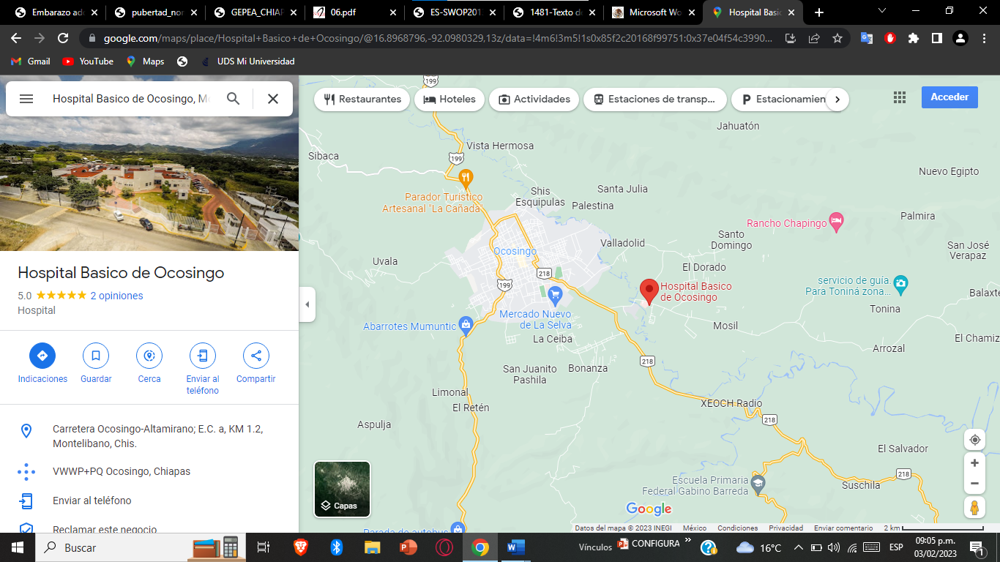 Embarazo ado
pubertad_nor
GEPEA_CHIAP
06.pdf
ES-SWOP201
1481-Texto de
Microsoft Wo
Hospital Basic
google.com/maps/place/Hospital+Basico+de+Ocosingo/@16.8968796,-92.0980329,13z/data=!4m6!3m5!1s0x85f2c20168f99751:0x37e04f54c3990...
Gmail
YouTube
Maps
UDS Mi Universidad
Hospital Basico de Ocosingo, M
Hospital Basico de Ocosingo
5.0
2 opiniones
Hospital
Indicaciones
Guardar
Cerca
Enviar al
teléfono
Compartir
Carretera Ocosingo-Altamirano; E.C. a, KM 1.2,
Montelibano, Chis.
VWWP+PQ Ocosingo, Chiapas
Enviar al teléfono
Reclamar este negocio
Restaurantes
Hoteles
Actividades
Estaciones de transp...
Estacionamien
Acceder
199
Jahuatón
Vista Hermosa
Sibaca
199
Nuevo Egipto
Parador Turistico
Artesanal "La Cañada
Shis
Esquipulas
Santa Julia
Palestina
Palmira
Rancho Chapingo
Santo
Domingo
Valladolid
San José
Verapaz
Ocosingo
Uvala
218
El Dorado
199
Hospital Basico
de Ocosingo
servicio de guía.
Para Toniná zona...
Balaxte
Tonina
Mercado Nuevo
de La Selva
Abarrotes Mumuntic
Mosil
La Ceiba
El Chamiz
Arrozal
218
San Juanito
Pashila
Bonanza
Limonal
El Retén
XEOCH Radio
218
Aspulja
El Salvador
218
Escuela Primaria
Federal Gabino Barreda
Suschila
Capas
Google
Parada de autobus
Datos del mapa © 2023 INEGI
México
Condiciones
Privacidad
Enviar comentario
2 km
Buscar
Vínculos
CONFIGURA
16°C
ESP
09:05 p.m.
03/02/2023
1